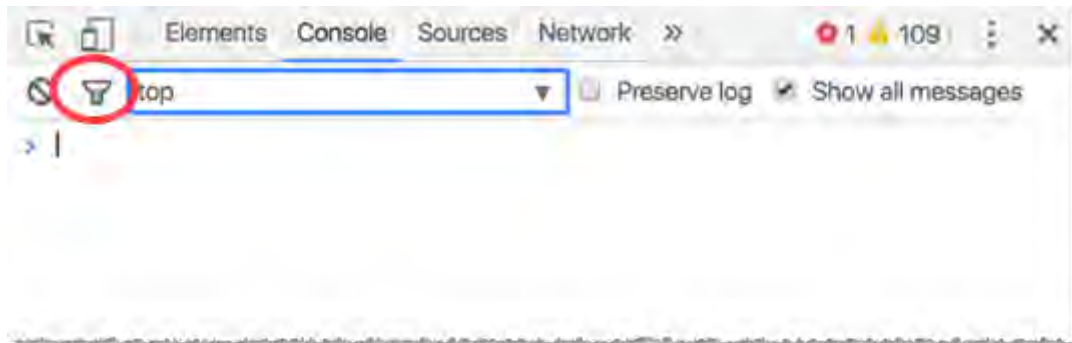 Elements Console Sources Network » 1 109
top ▼ Preserve log Show all messages
>